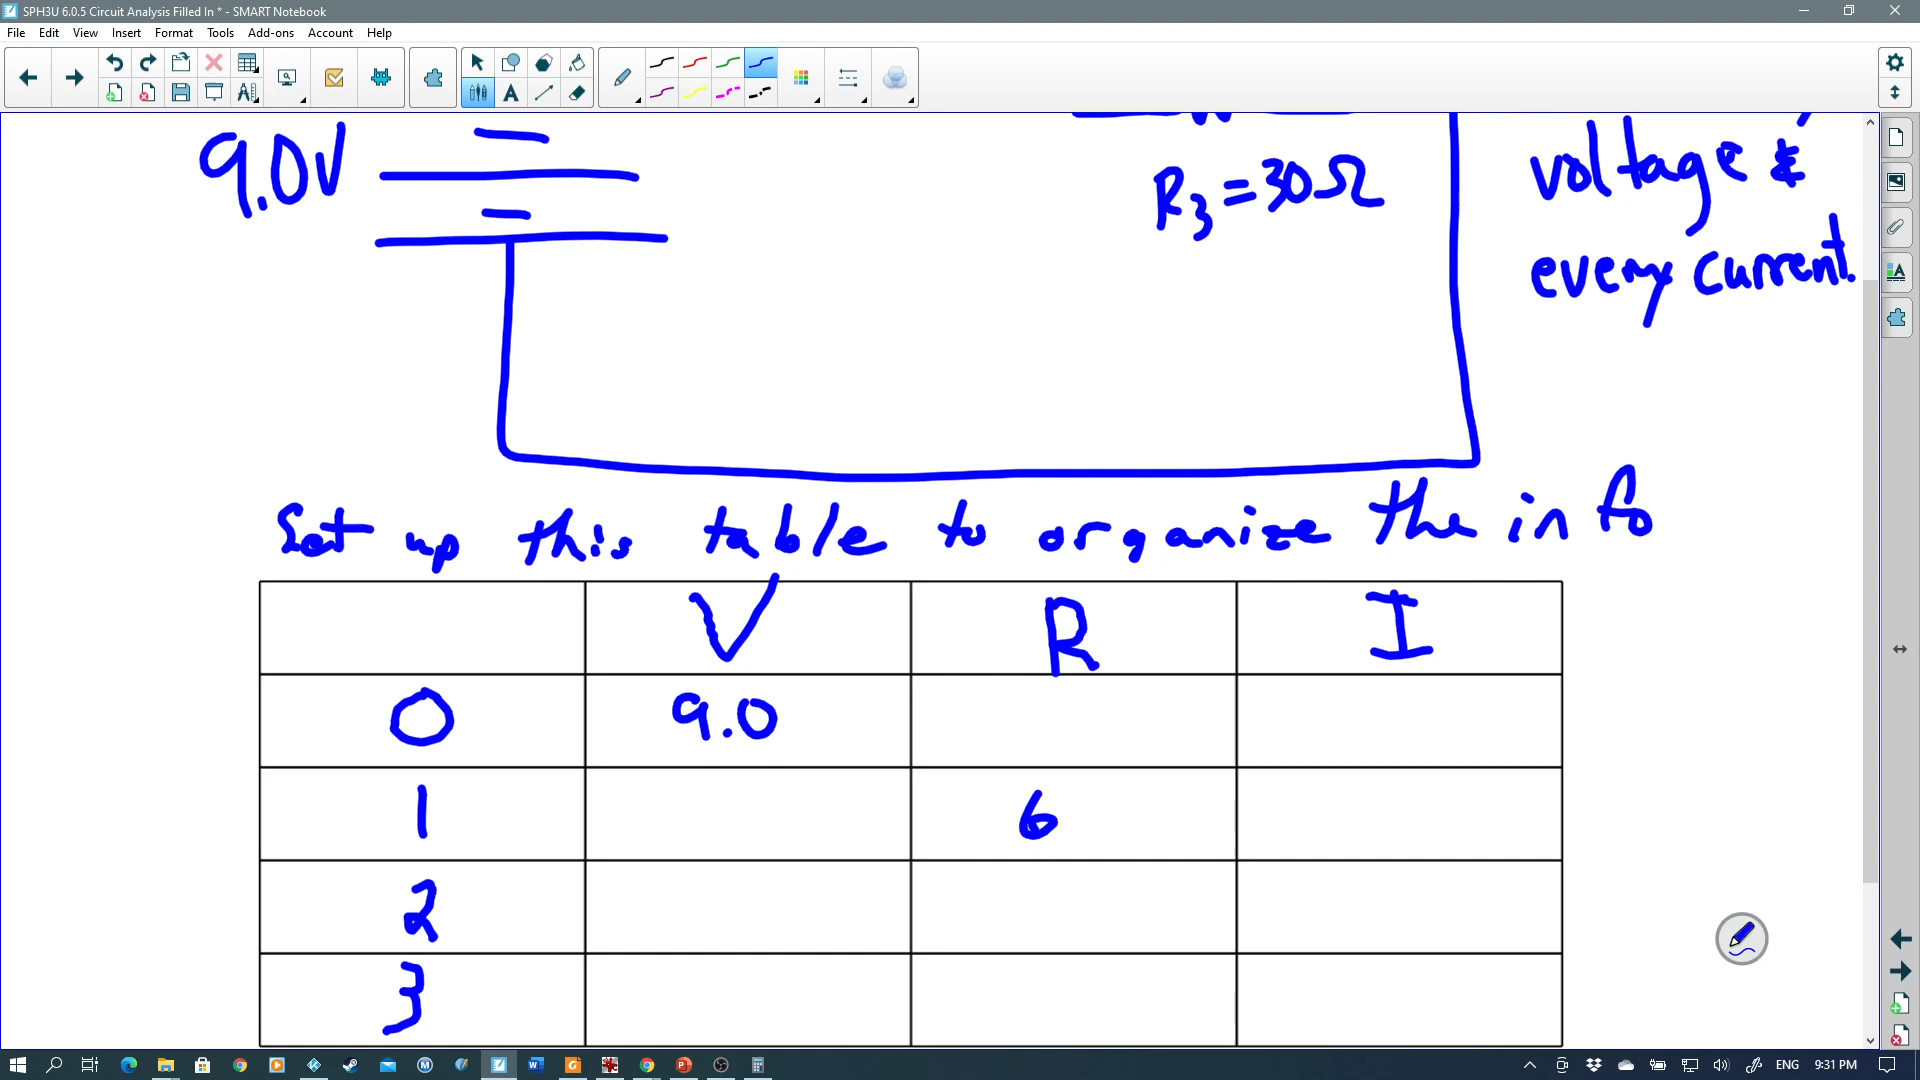 SPH3U 6.0.5 Circuit Analysis Filled In * - SMART Notebook
File Edit View Insert Format Tools Add-ons Account Help
9.0V
R3=30Ω
voltage &
every current.
Set up this table to organize the info
V R I
0 9.0
1 6
2
3
ENG 9:31 PM